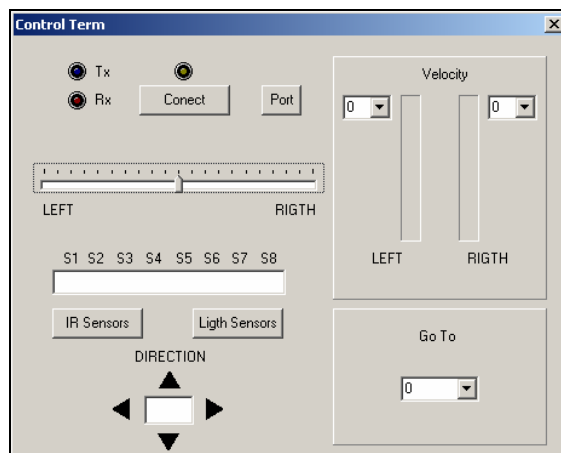 Control Term
Tx
Rx
Conect
Port
LEFT RIGTH
S1 S2 S3 S4 S5 S6 S7 S8
IR Sensors
Ligth Sensors
DIRECTION
Velocity
0 0
LEFT RIGTH
Go To
0